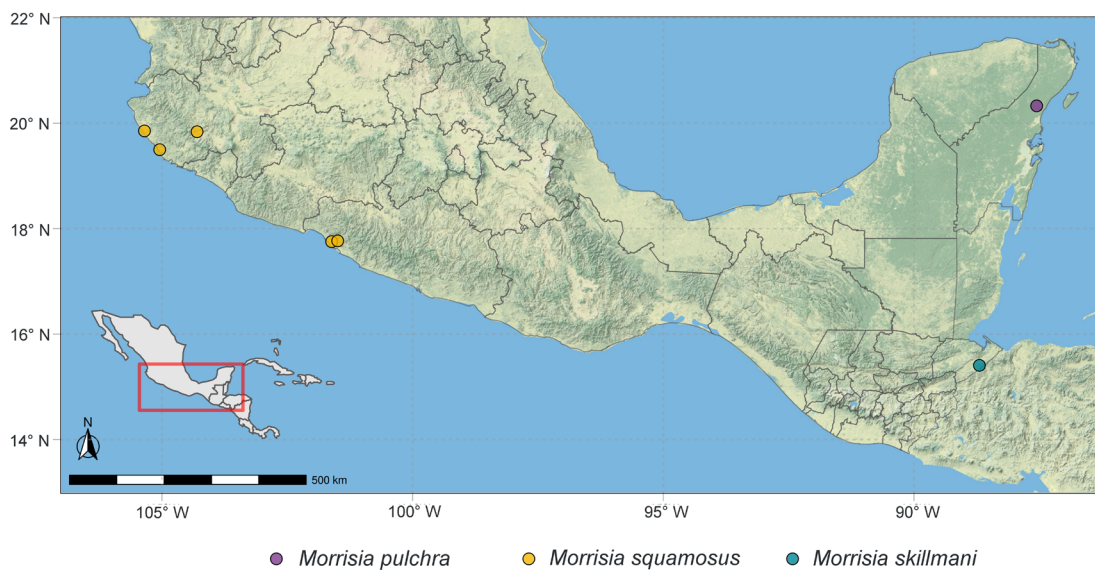 22° N
20° N
18° N
16° N
14° N
N
500 km
105° W
100° W
95° W
90° W
Morrisia pulchra
Morrisia squamosus
Morrisia skillmani